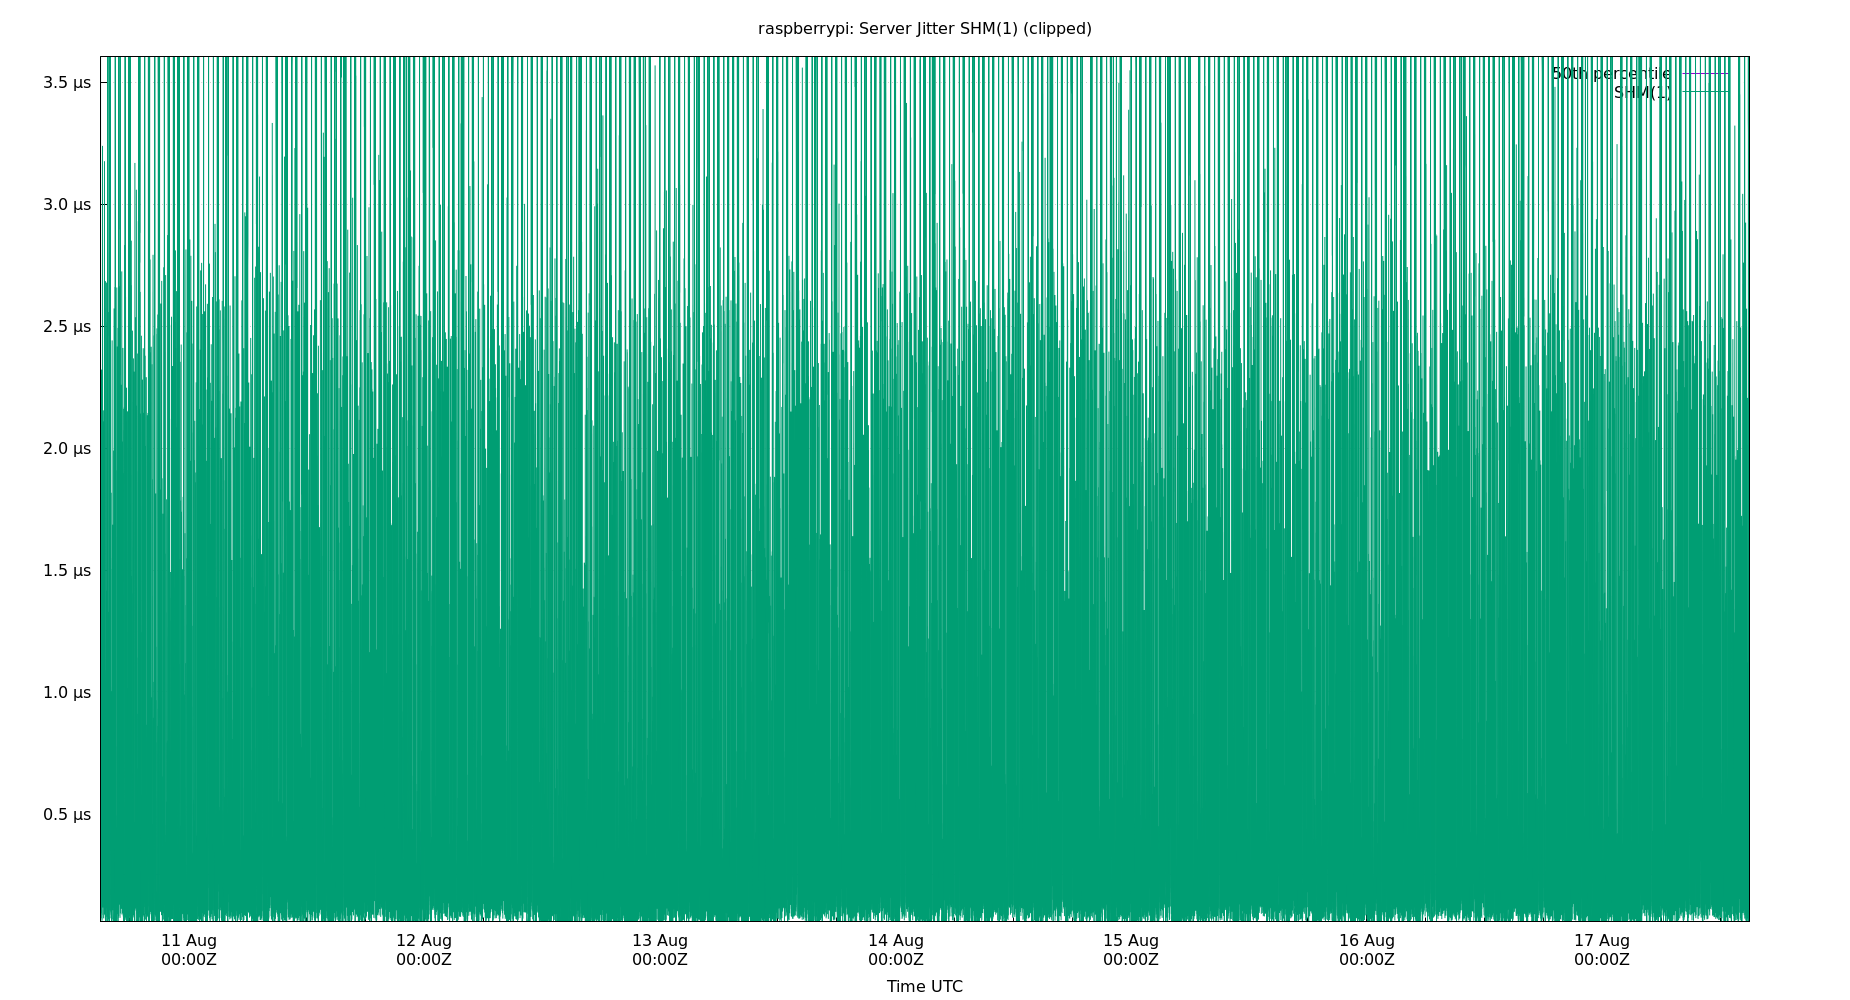 raspberrypi: Server Jitter SHM(1) (clipped)
50th percentile
SHM(1)
3.5 µs
3.0 µs
2.5 µs
2.0 µs
1.5 µs
1.0 µs
0.5 µs
11 Aug 12 Aug 13 Aug 14 Aug 15 Aug 16 Aug 17 Aug
00:00Z 00:00Z 00:00Z 00:00Z 00:00Z 00:00Z 00:00Z
Time UTC